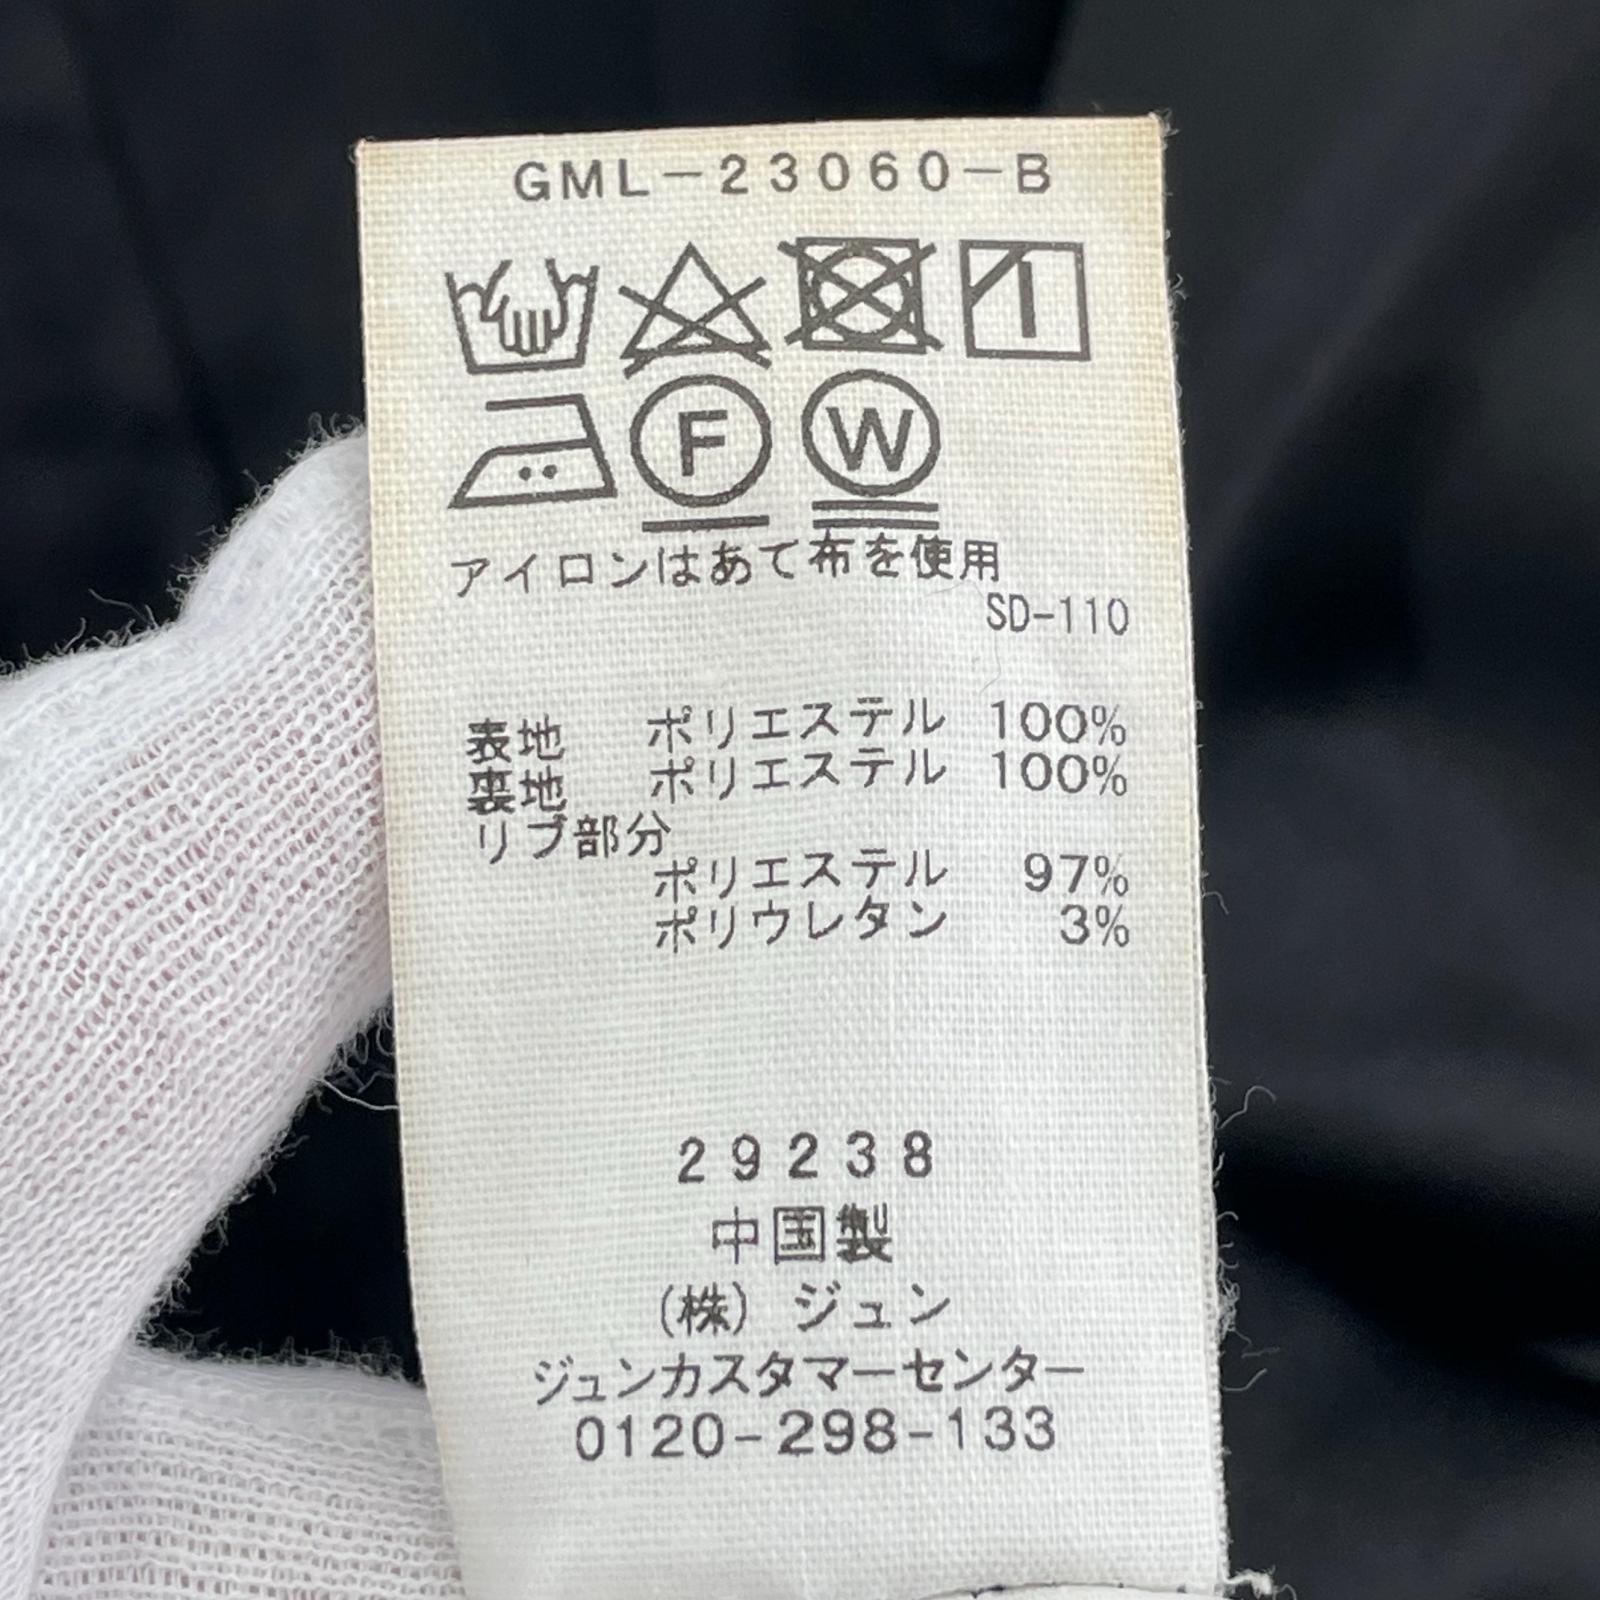 GML-23060-B
F W
アイロンはあて布を使用
SD-110
表地 ポリエステル 100%
裏地 ポリエステル 100%
リブ部分
ポリエステル 97%
ポリウレタン 3%
29238
中国製
(株) ジュン
ジュンカスタマーセンター
0120-298-133